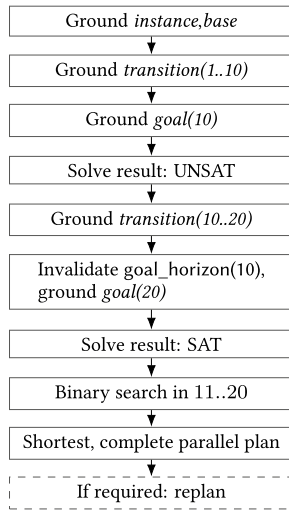 Ground instance,base
Ground transition(1..10)
Ground goal(10)
Solve result: UNSAT
Ground transition(10..20)
Invalidate goal_horizon(10),
ground goal(20)
Solve result: SAT
Binary search in 11..20
Shortest, complete parallel plan
If required: replan